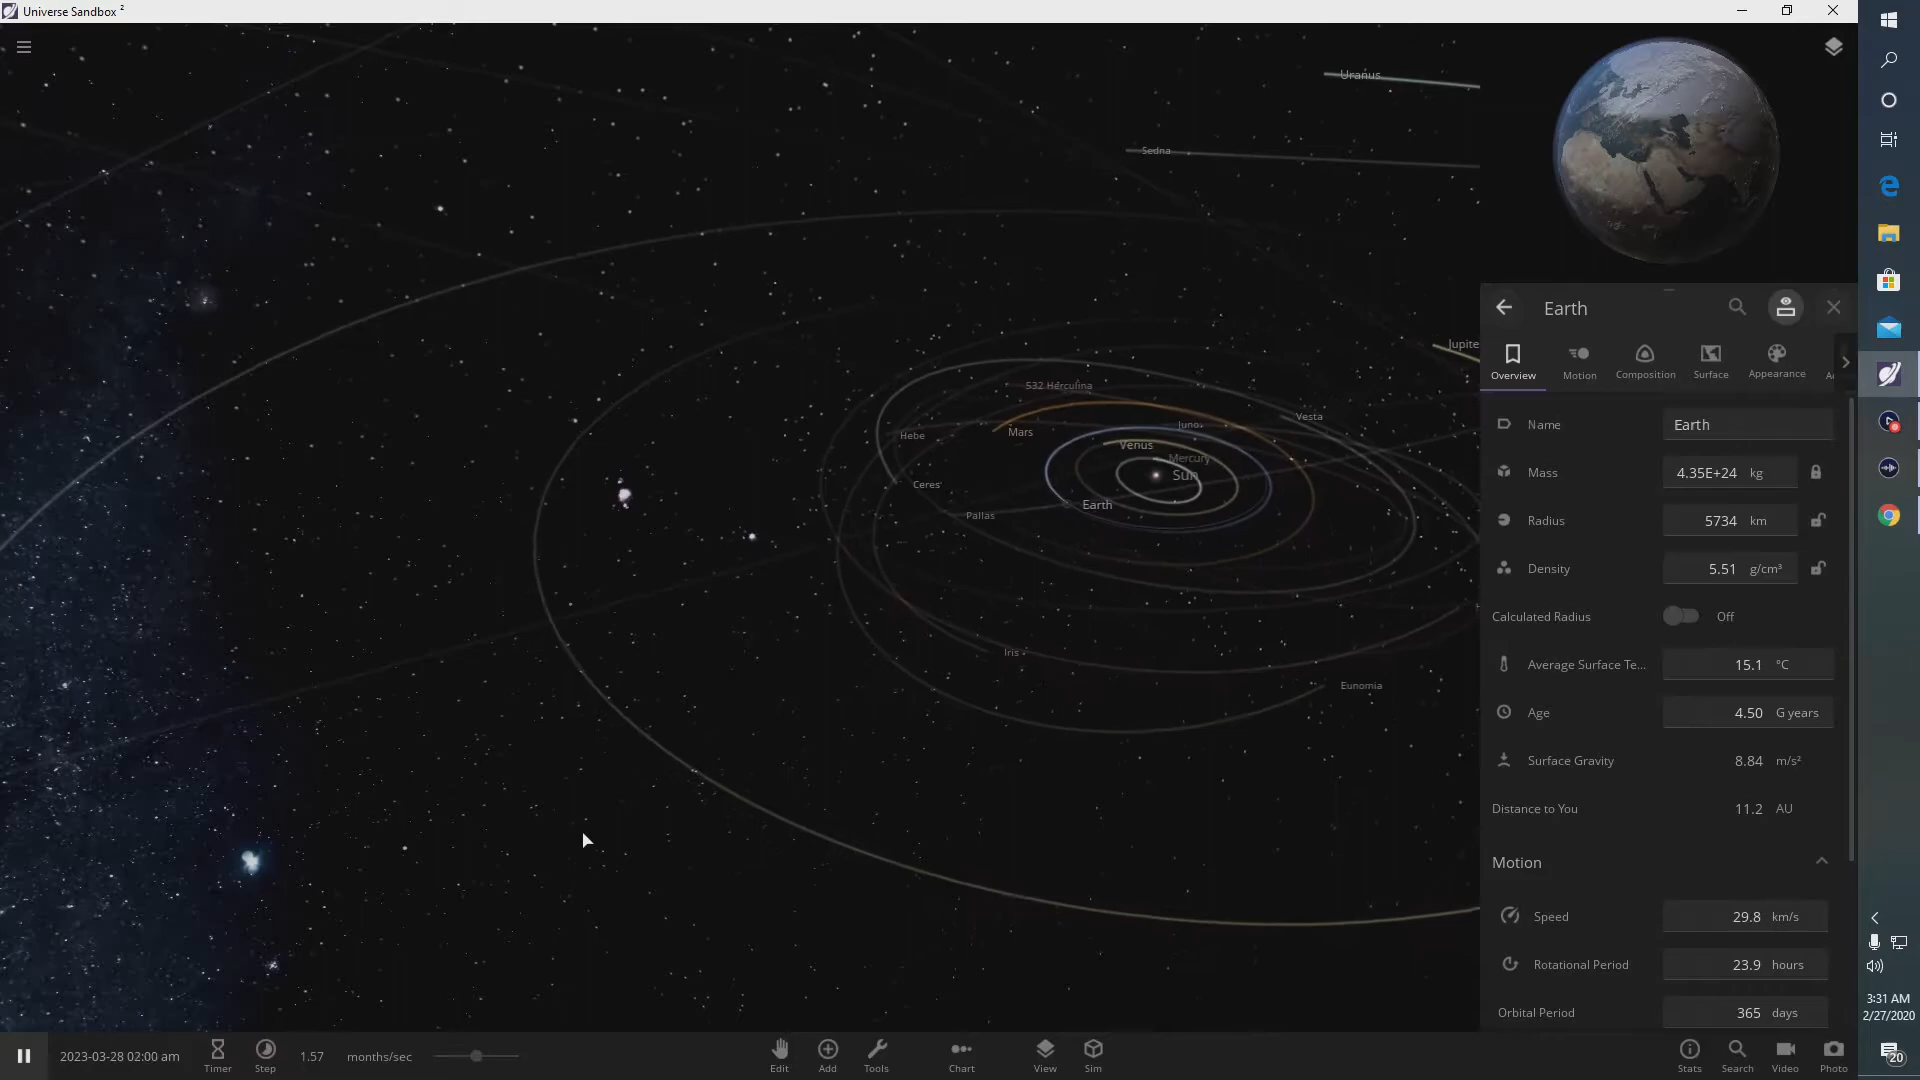 Universe Sandbox ²
Uranus
Sedna
Jupite
532 Herculina
Vesta
Juno
Mars
Hebe
Venus
Mercury
Sun
Ceres
Earth
Pallas
Iris
Eunomia
H
Earth
Overview
Motion
Composition
Surface
Appearance
A
Name Earth
Mass 4.35E+24 kg
Radius 5734 km
Density 5.51 g/cm³
Calculated Radius Off
Average Surface Te... 15.1 °C
Age 4.50 G years
Surface Gravity 8.84 m/s²
Distance to You 11.2 AU
Motion
Speed 29.8 km/s
Rotational Period 23.9 hours
Orbital Period 365 days
2023-03-28 02:00 am
Timer
Step
1.57 months/sec
Edit
Add
Tools
Chart
View
Sim
Stats
Search
Video
Photo
3:31 AM
2/27/2020
20